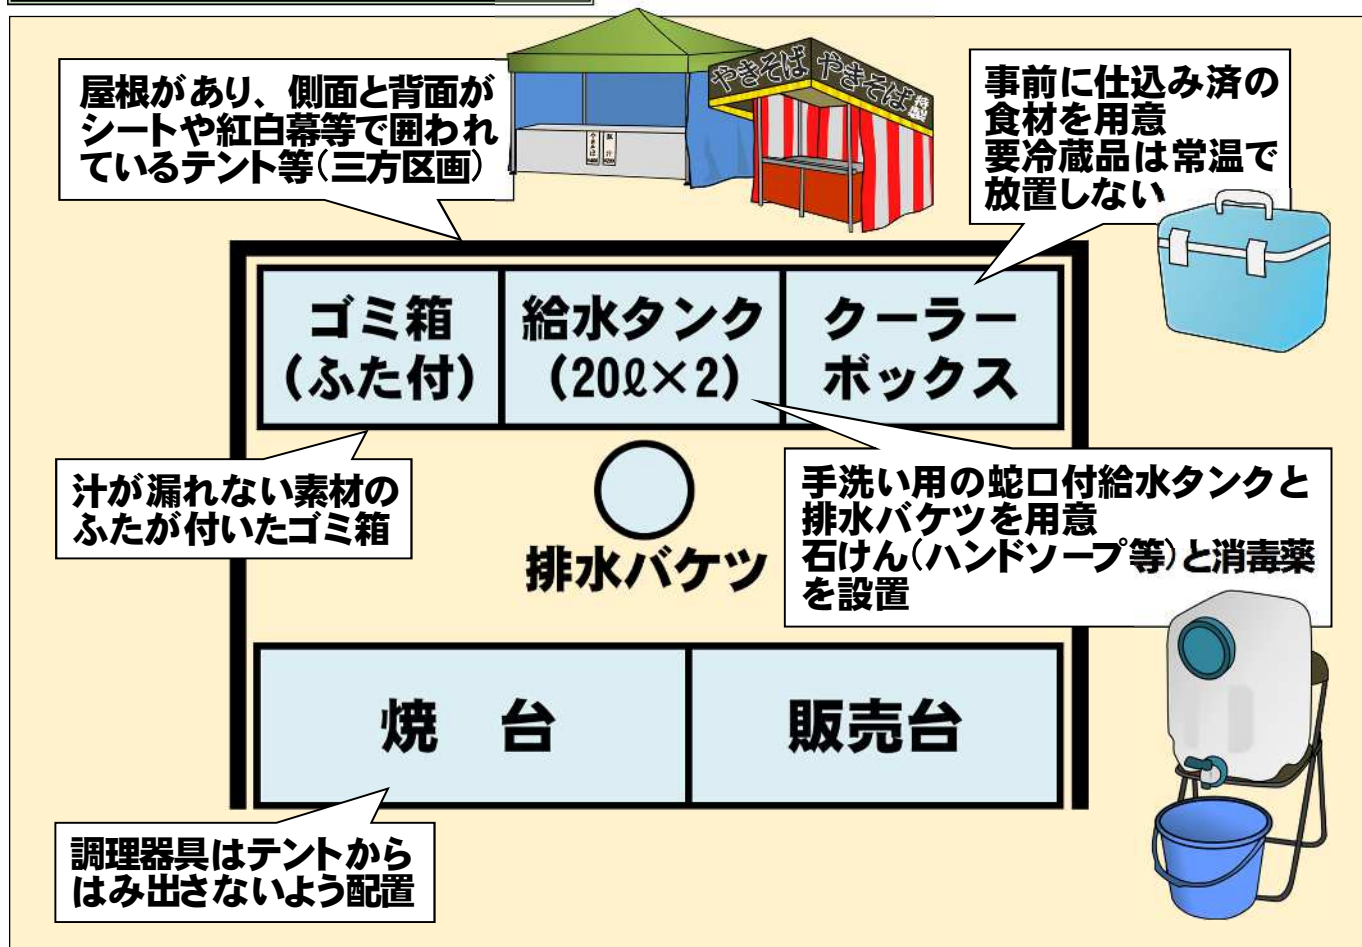 屋根があり、側面と背面が
シートや紅白幕等で囲われ
ているテント等(三方区画)
やきそば
やきそば
事前に仕込み済の
食材を用意
要冷蔵品は常温で
放置しない
ゴミ箱
(ふた付)
給水タンク
(20ℓ×2)
クーラー
ボックス
汁が漏れない素材の
ふたが付いたゴミ箱
排水バケツ
手洗い用の蛇口付給水タンクと
排水バケツを用意
石けん(ハンドソープ等)と消毒薬
を設置
焼 台
販売台
調理器具はテントから
はみ出さないよう配置